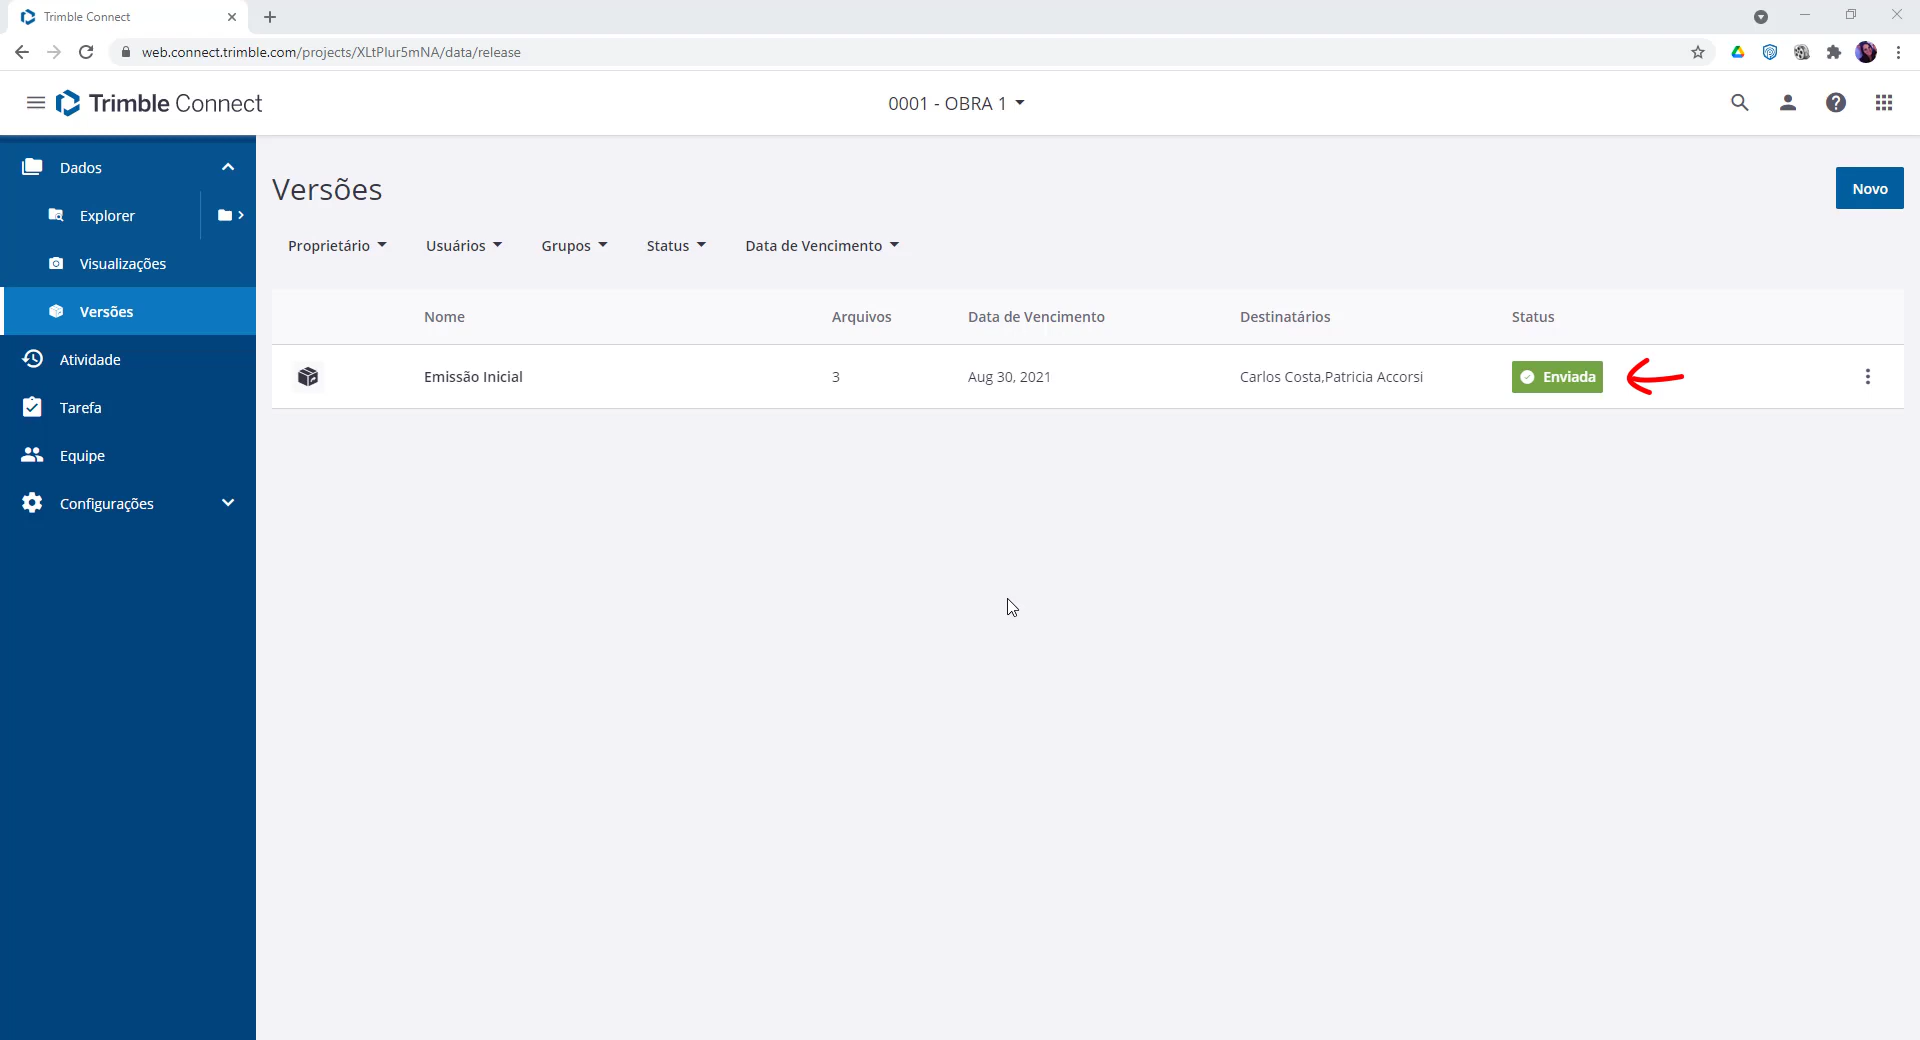 Trimble Connect
web.connect.trimble.com/projects/XLtPlur5mNA/data/release
Trimble Connect
0001 - OBRA 1
Dados
Explorer
Visualizações
Versões
Atividade
Tarefa
Equipe
Configurações
Versões
Novo
Proprietário Usuários Grupos Status Data de Vencimento
Nome Arquivos Data de Vencimento Destinatários Status
Emissão Inicial 3 Aug 30, 2021 Carlos Costa,Patricia Accorsi Enviada